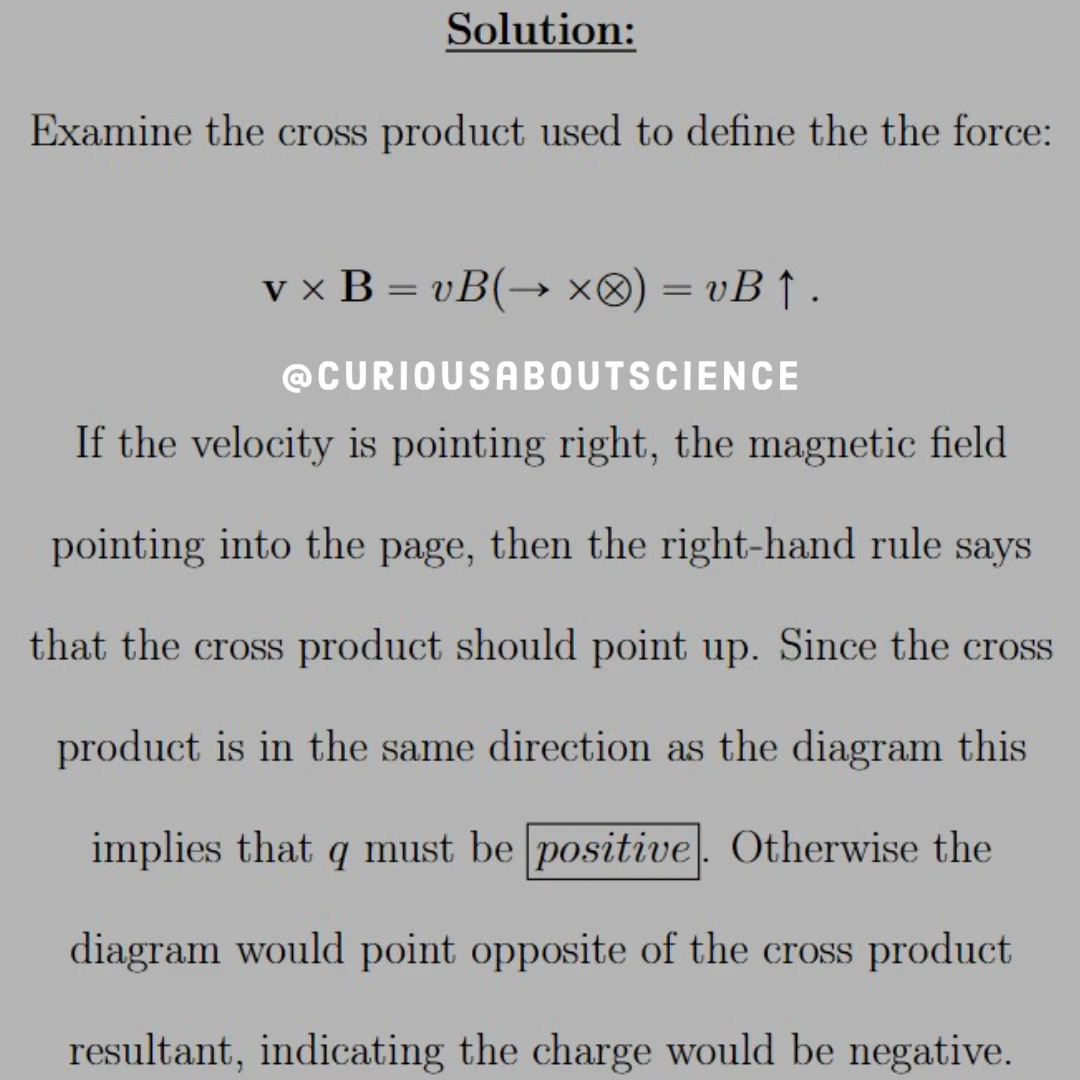 Solution:
Examine the cross product used to define the the force:
v × B = vB(→ ×⊗) = vB ↑ .
@CURIOUSABOUTSCIENCE
If the velocity is pointing right, the magnetic field
pointing into the page, then the right-hand rule says
that the cross product should point up. Since the cross
product is in the same direction as the diagram this
implies that q must be positive. Otherwise the
diagram would point opposite of the cross product
resultant, indicating the charge would be negative.